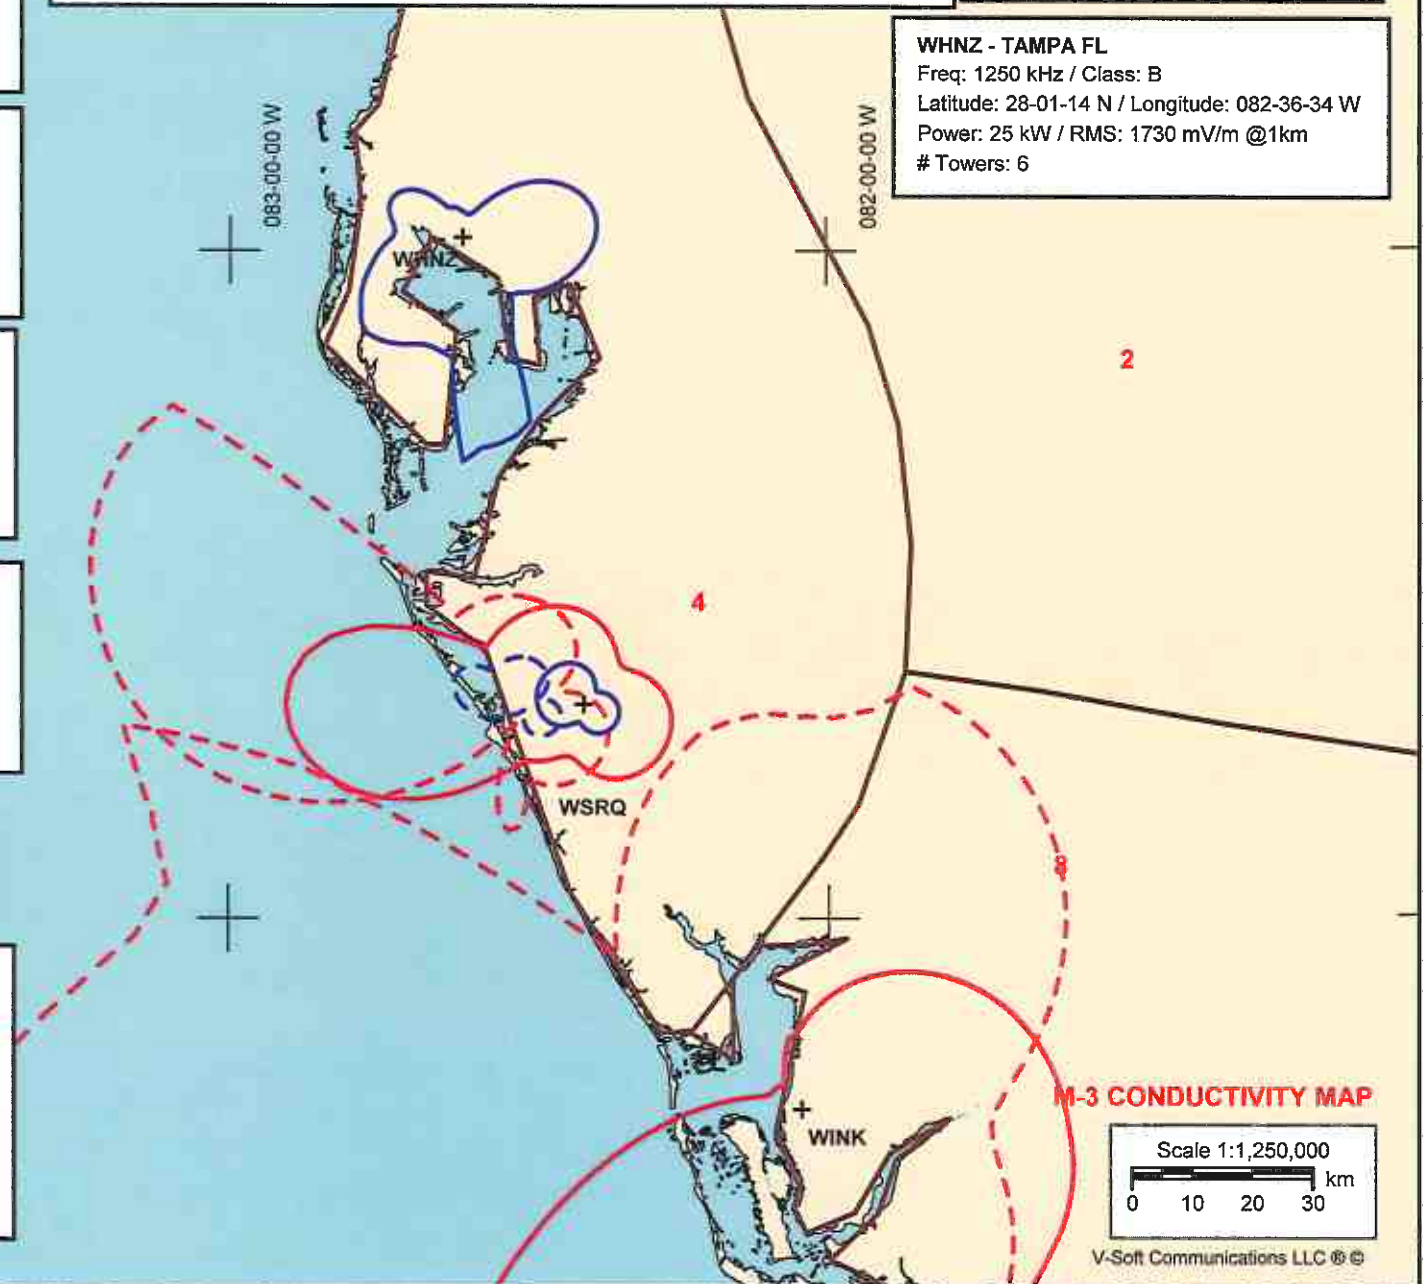 WHNZ - TAMPA FL
Freq: 1250 kHz / Class: B
Latitude: 28-01-14 N / Longitude: 082-36-34 W
Power: 25 kW / RMS: 1730 mV/m @1km
# Towers: 6
083-00-00 W
082-00-00 W
WHNZ
2
4
WSRQ
8
M-3 CONDUCTIVITY MAP
WINK
Scale 1:1,250,000
km
0 10 20 30
V-Soft Communications LLC ® ©